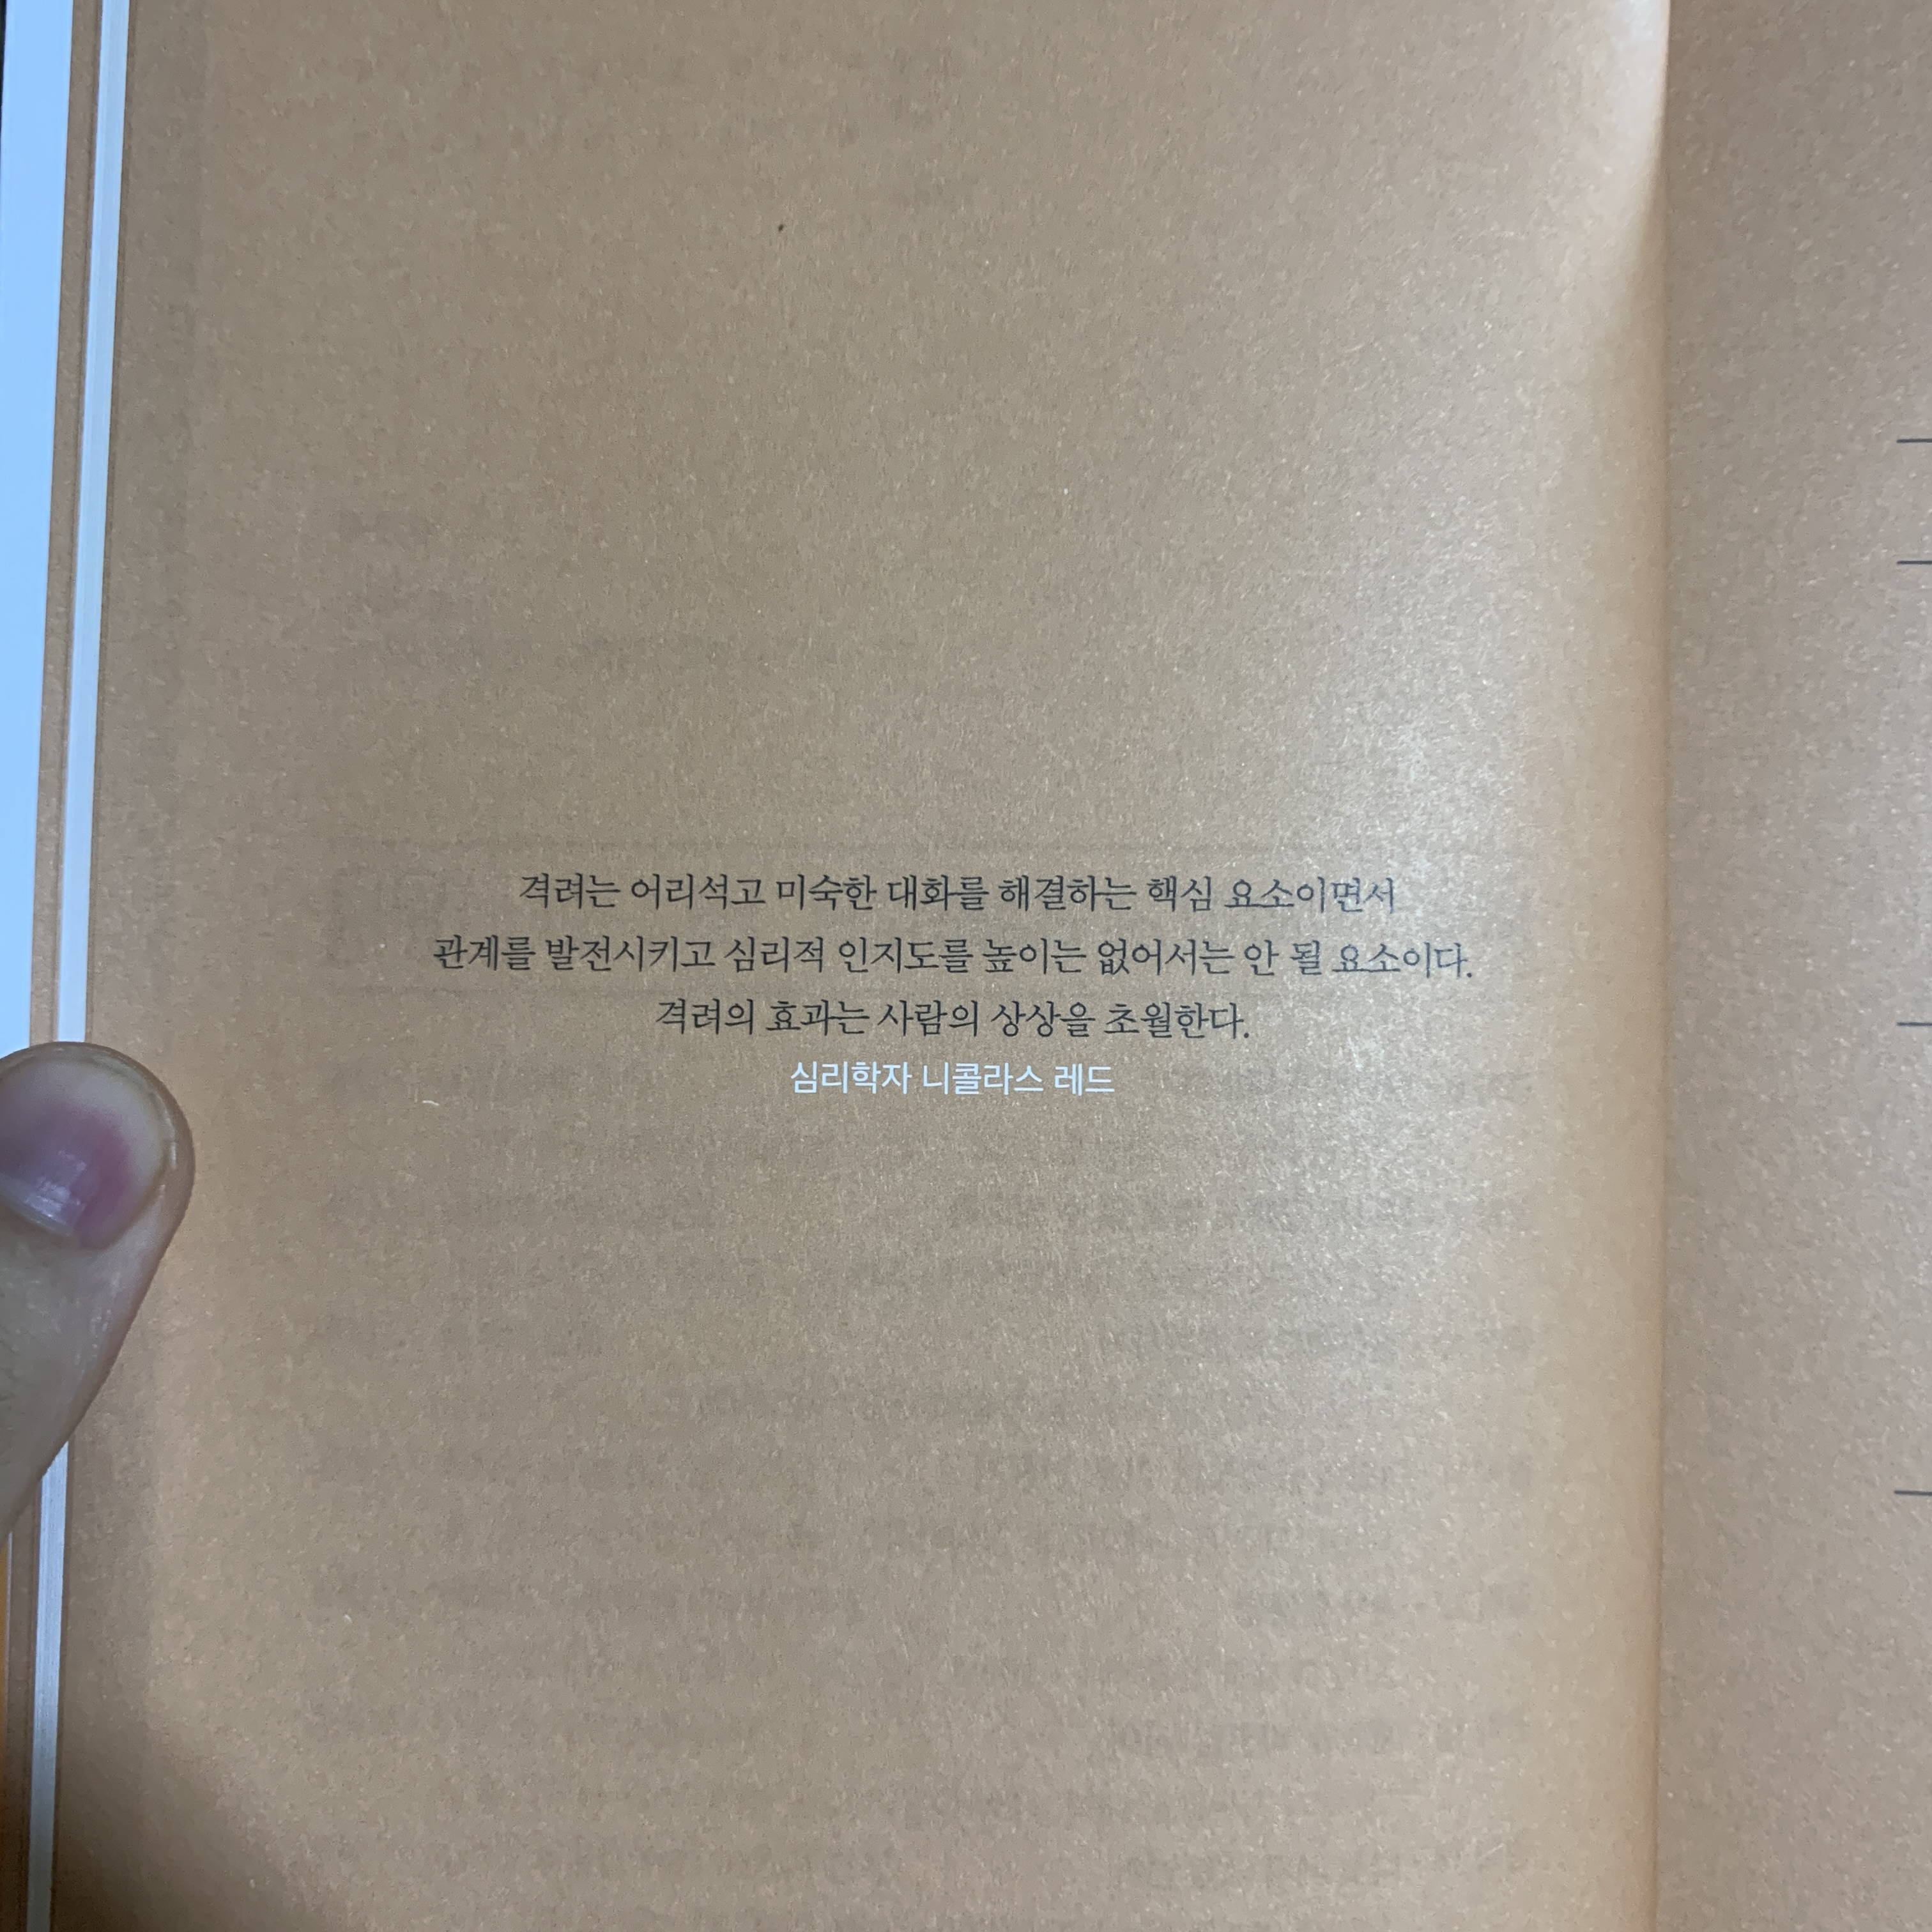 격려는 어리석고 미숙한 대화를 해결하는 핵심 요소이면서
관계를 발전시키고 심리적 인지도를 높이는 없어서는 안 될 요소이다.
격려의 효과는 사람의 상상을 초월한다.
심리학자 니콜라스 레드